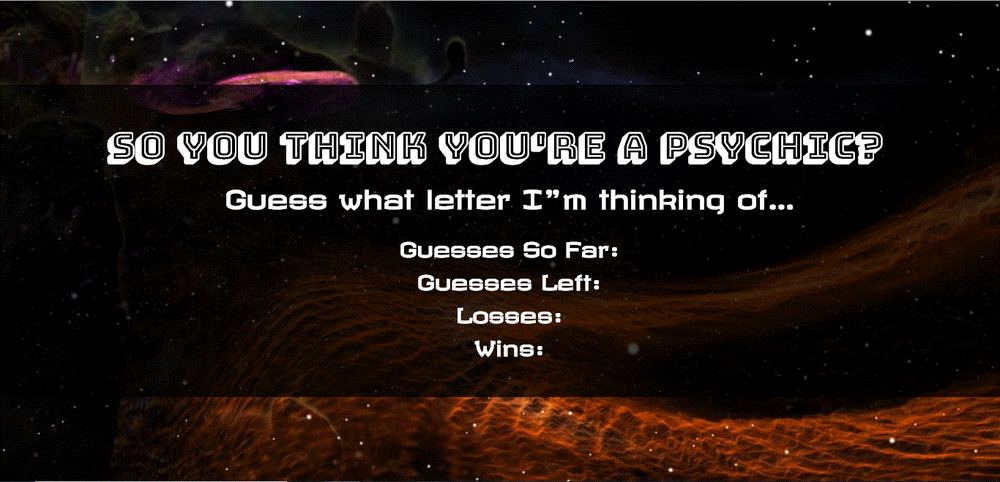 SO YOU THINK YOU'RE A PSYCHIC?
Guess what letter I"m thinking of...
Guesses So Far:
Guesses Left:
Losses:
Wins: